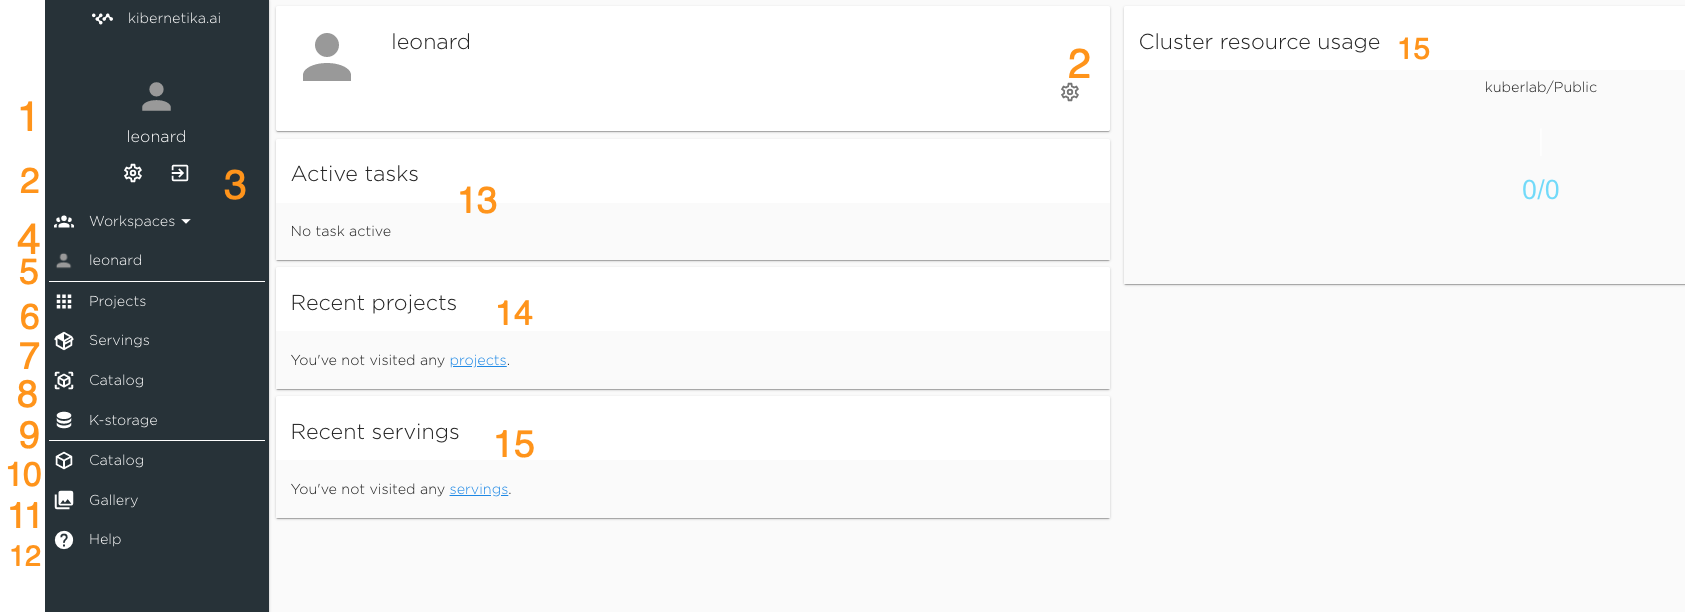 kibernetika.ai
1
leonard
2
3
4
Workspaces
5
leonard
6
Projects
7
Servings
8
Catalog
9
K-storage
10
Catalog
11
Gallery
12
Help
leonard
2
Active tasks
13
No task active
Recent projects
14
You've not visited any projects.
Recent servings
15
You've not visited any servings.
Cluster resource usage 15
kuberlab/Public
0/0